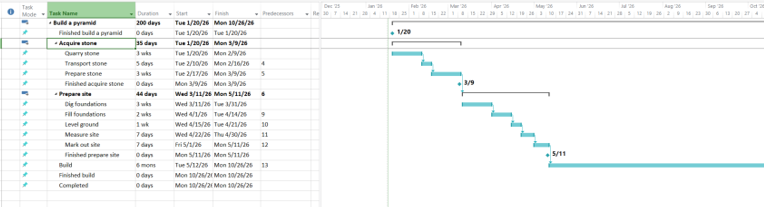 Dec '25 Jan '26 Feb '26 Mar '26 Apr '26 May '26 Jun '26 Jul '26 Aug '26 Sep '26 Oct '26
Task Mode Task Name Duration Start Finish Predecessors Re
Build a pyramid 200 days Tue 1/20/26 Mon 10/26/26
Finished build a pyramid 0 days Tue 1/20/26 Tue 1/20/26
1/20
Acquire stone 35 days Tue 1/20/26 Mon 3/9/26
Quarry stone 3 wks Tue 1/20/26 Mon 2/9/26
Transport stone 5 days Tue 2/10/26 Mon 2/16/26 4
Prepare stone 3 wks Tue 2/17/26 Mon 3/9/26 5
Finished acquire stone 0 days Mon 3/9/26 Mon 3/9/26
3/9
Prepare site 44 days Wed 3/11/26 Mon 5/11/26 6
Dig foundations 3 wks Wed 3/11/26 Tue 3/31/26
Fill foundations 2 wks Wed 4/1/26 Tue 4/14/26 9
Level ground 1 wk Wed 4/15/26 Tue 4/21/26 10
Measure site 7 days Wed 4/22/26 Thu 4/30/26 11
Mark out site 7 days Fri 5/1/26 Mon 5/11/26 12
Finished prepare site 0 days Mon 5/11/26 Mon 5/11/26
5/11
Build 6 mons Tue 5/12/26 Mon 10/26/26 13
Finished build 0 days Mon 10/26/26 Mon 10/26/26
Completed 0 days Mon 10/26/26 Mon 10/26/26